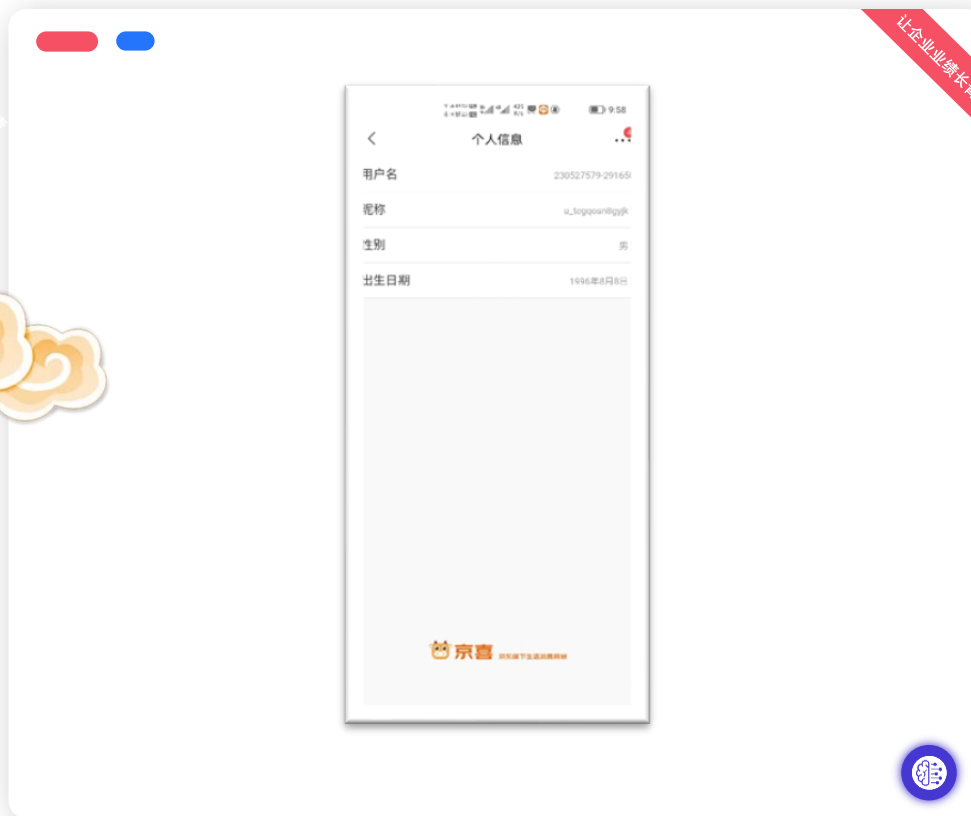 让企业业绩长
9:58
个人信息
用户名
230527579-29165
昵称
性别 男
出生日期 1996年8月8日
京喜